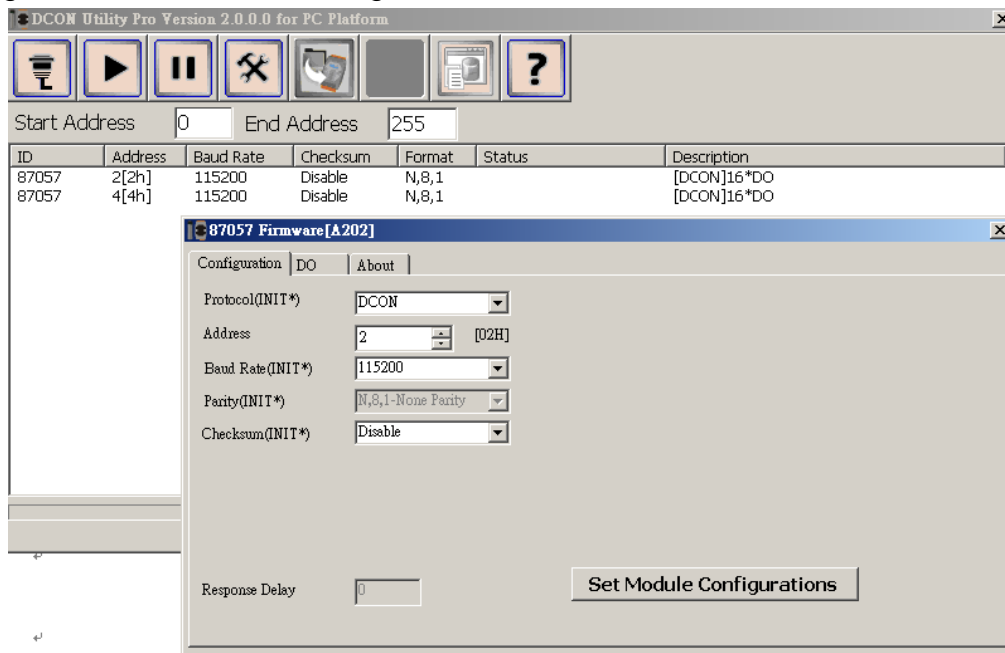 DCON Utility Pro Version 2.0.0.0 for PC Platform
?
Start Address 0 End Address 255
ID Address Baud Rate Checksum Format Status Description
87057 2[2h] 115200 Disable N,8,1 [DCON]16*DO
87057 4[4h] 115200 Disable N,8,1 [DCON]16*DO
87057 Firmware[A202]
Configuration DO About
Protocol(INIT*) DCON
Address 2 [02H]
Baud Rate(INIT*) 115200
Parity(INIT*) N,8,1-None Parity
Checksum(INIT*) Disable
Response Delay 0 Set Module Configurations